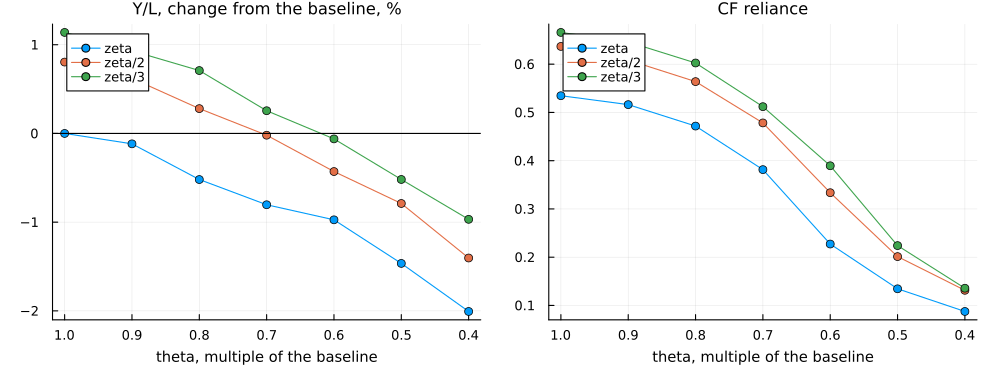 Y/L, change from the baseline, %
zeta
zeta/2
zeta/3
1
0
−1
−2
1.0 0.9 0.8 0.7 0.6 0.5 0.4
theta, multiple of the baseline
CF reliance
zeta
zeta/2
zeta/3
0.6
0.5
0.4
0.3
0.2
0.1
1.0 0.9 0.8 0.7 0.6 0.5 0.4
theta, multiple of the baseline